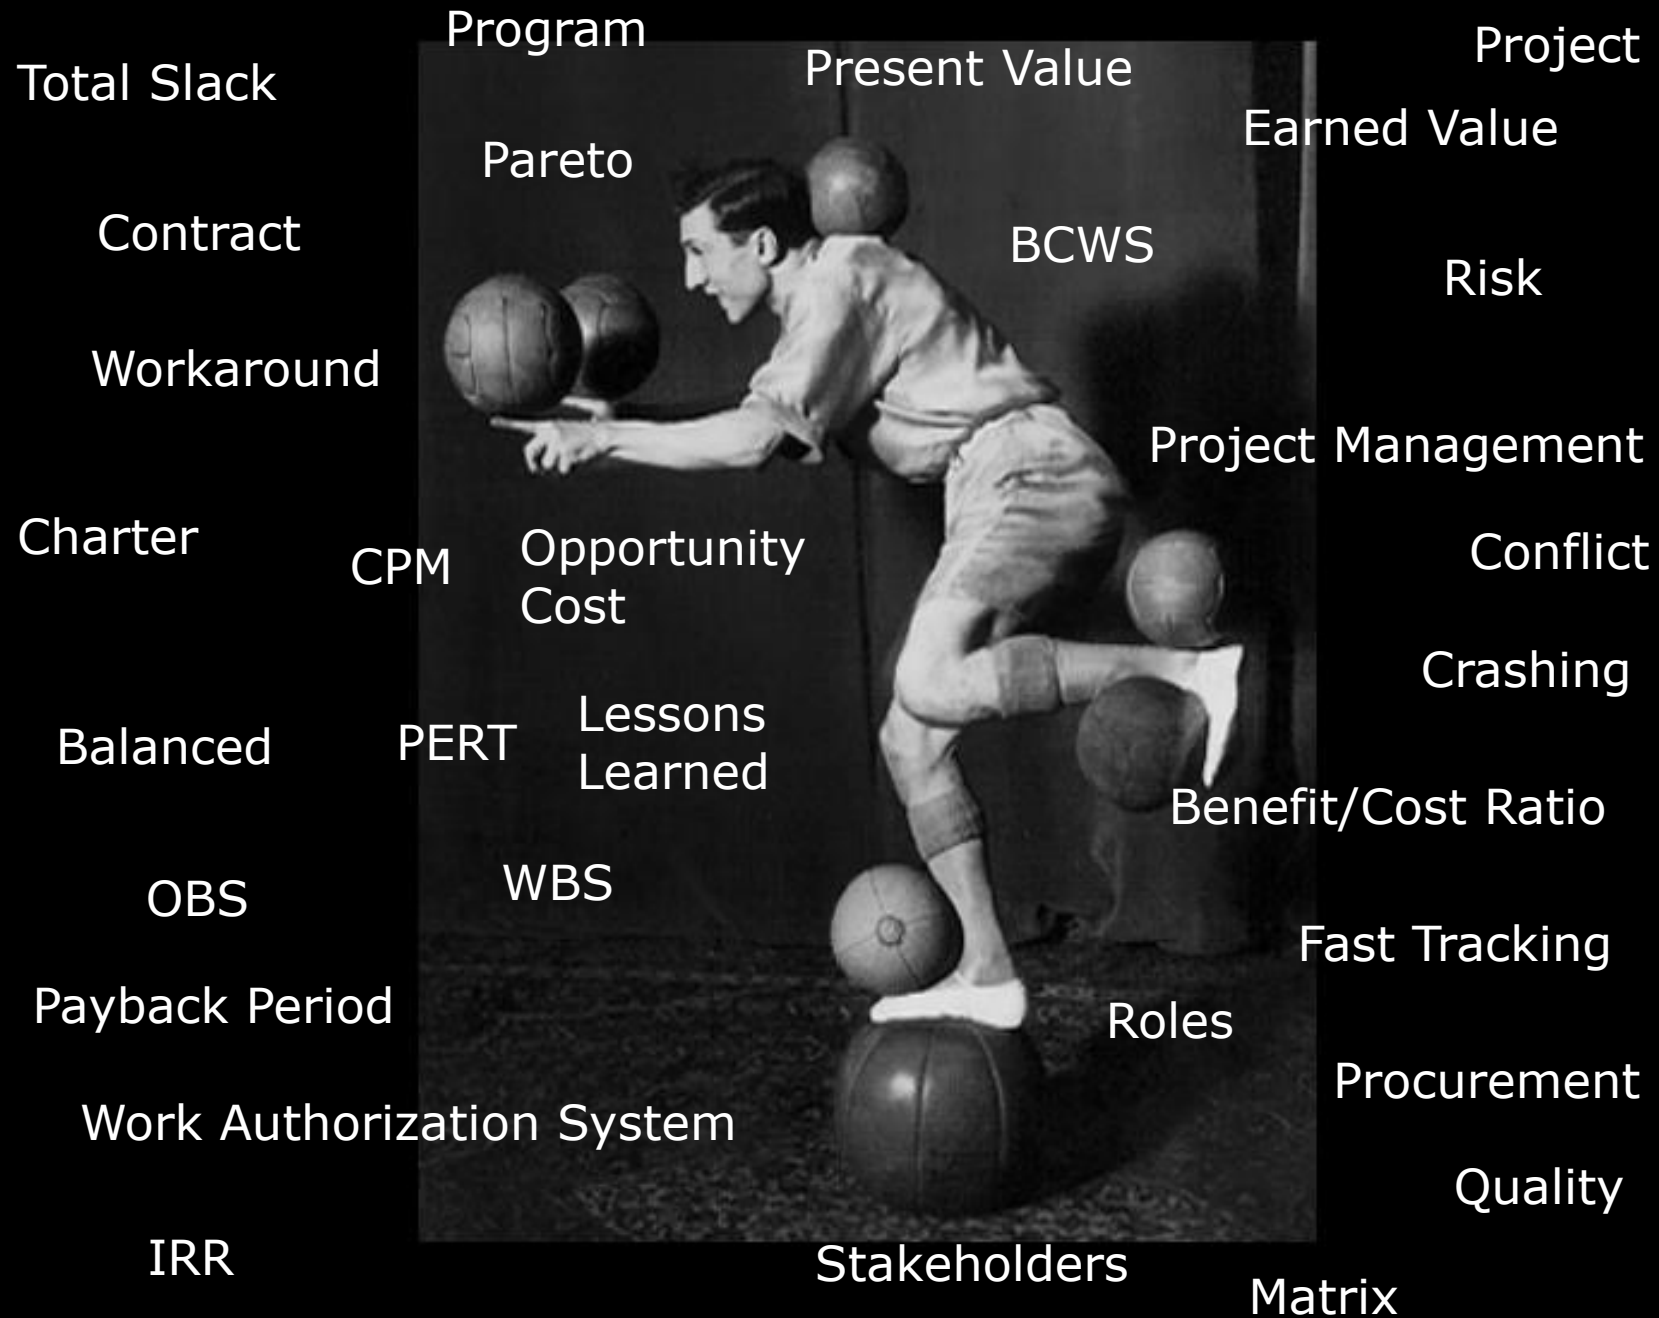 Program
Project
Present Value
Total Slack
Earned Value
Pareto
Contract
BCWS
Risk
Workaround
Project Management
Charter
CPM
Opportunity
Cost
Conflict
Crashing
Balanced
PERT
Lessons
Learned
Benefit/Cost Ratio
OBS
WBS
Fast Tracking
Payback Period
Roles
Procurement
Work Authorization System
Quality
IRR
Stakeholders
Matrix